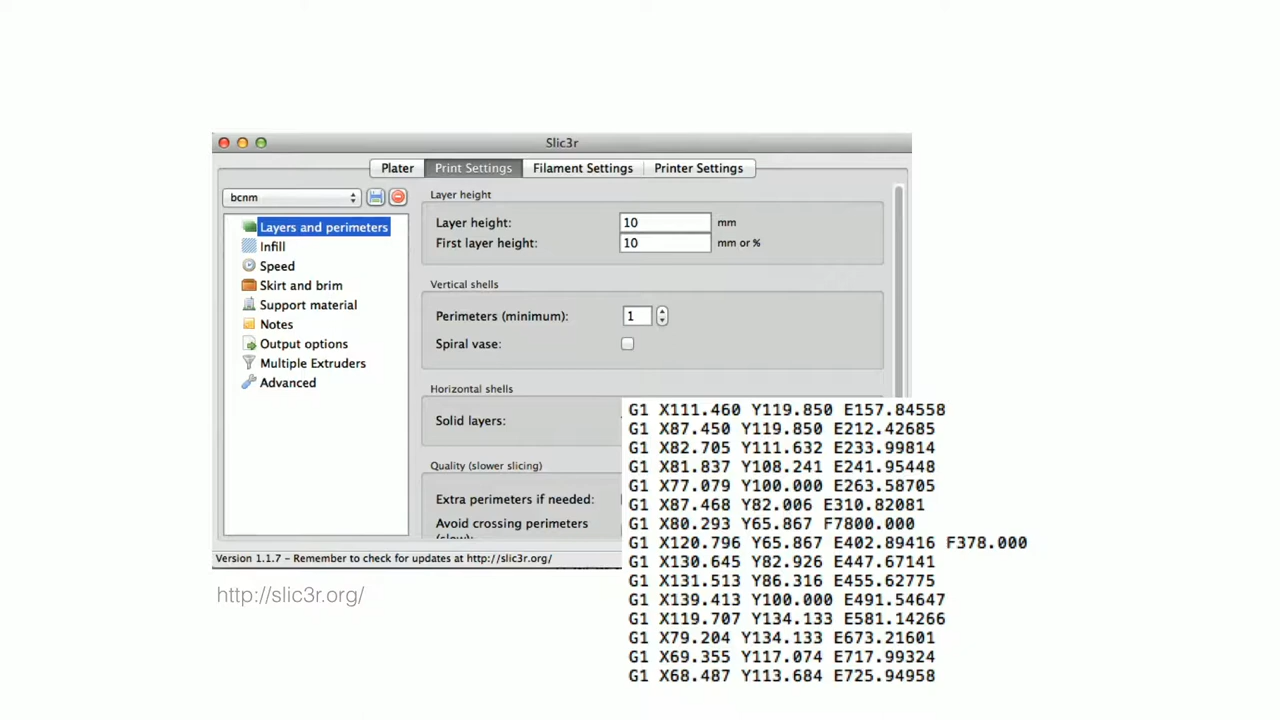 Slic3r
Plater Print Settings Filament Settings Printer Settings
bcnm
Layers and perimeters
Infill
Speed
Skirt and brim
Support material
Notes
Output options
Multiple Extruders
Advanced
Layer height
Layer height: 10 mm
First layer height: 10 mm or %
Vertical shells
Perimeters (minimum): 1
Spiral vase:
Horizontal shells
Solid layers:
Quality (slower slicing)
Extra perimeters if needed:
Avoid crossing perimeters
(slow):
Version 1.1.7 - Remember to check for updates at http://slic3r.org/
http://slic3r.org/
G1 X111.460 Y119.850 E157.84558
G1 X87.450 Y119.850 E212.42685
G1 X82.705 Y111.632 E233.99814
G1 X81.837 Y108.241 E241.95448
G1 X77.079 Y100.000 E263.58705
G1 X87.468 Y82.006 E310.82081
G1 X80.293 Y65.867 F7800.000
G1 X120.796 Y65.867 E402.89416 F378.000
G1 X130.645 Y82.926 E447.67141
G1 X131.513 Y86.316 E455.62775
G1 X139.413 Y100.000 E491.54647
G1 X119.707 Y134.133 E581.14266
G1 X79.204 Y134.133 E673.21601
G1 X69.355 Y117.074 E717.99324
G1 X68.487 Y113.684 E725.94958